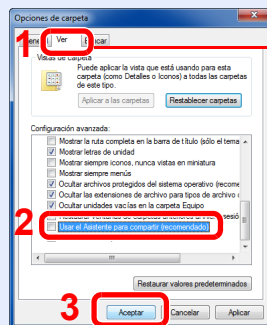 Opciones de carpeta
1
Ver
Vistas de carpeta
Puede aplicar la vista que está usando para esta
carpeta (como Detalles o Iconos) a todas las carpetas
de este tipo.
Aplicar a las carpetas
Restablecer carpetas
Configuración avanzada:
Mostrar la ruta completa en la barra de título (sólo el tema
Mostrar letras de unidad
Mostrar siempre iconos, nunca vistas en miniatura
Mostrar siempre menús
Ocultar archivos protegidos del sistema operativo (recome
Ocultar las extensiones de archivo para tipos de archivo
Ocultar unidades vacías en la carpeta Equipo
2
Usar el Asistente para compartir (recomendado)
Restaurar valores predeterminados
3
Aceptar
Cancelar
Aplicar